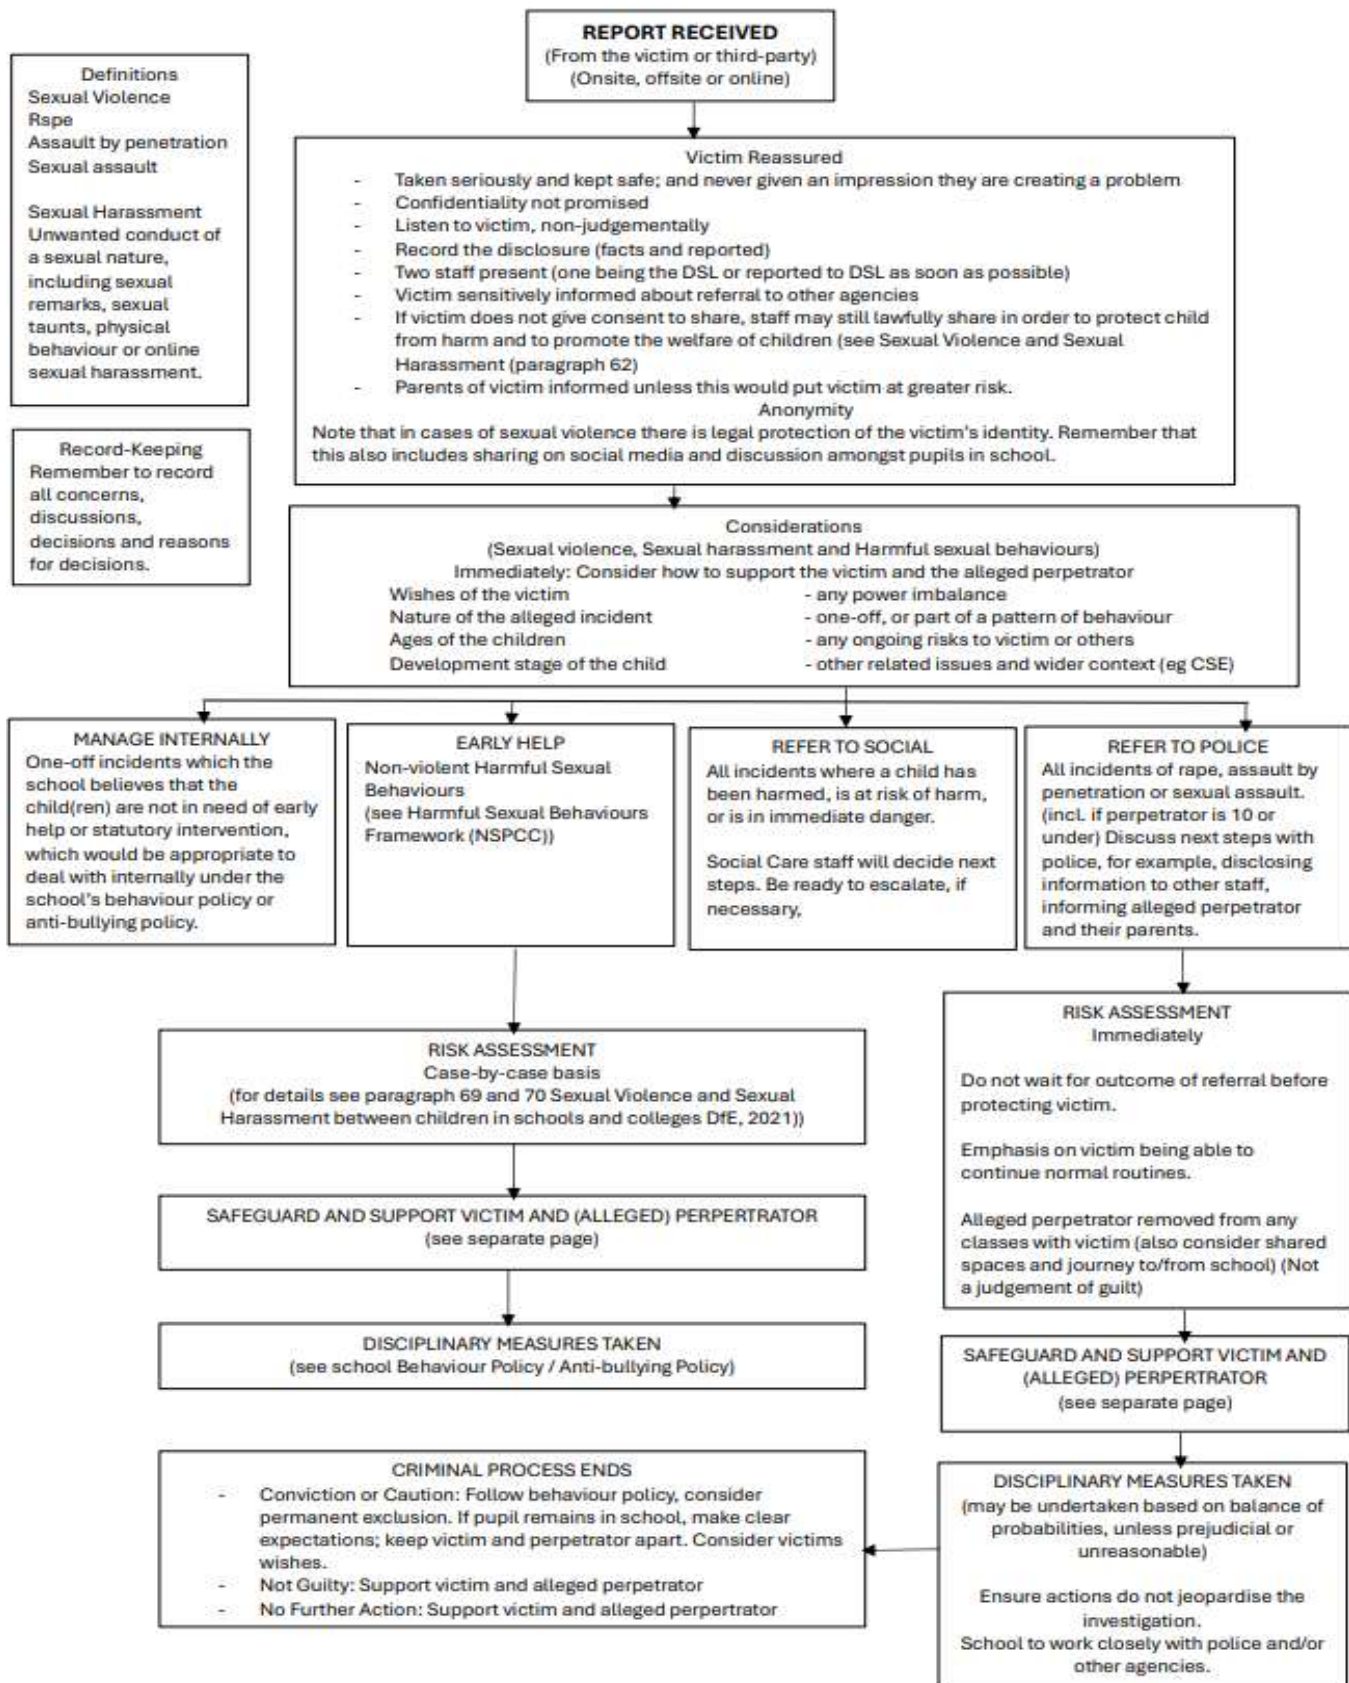 REPORT RECEIVED
(From the victim or third-party)
(Onsite, offsite or online)
Definitions
Sexual Violence
Rspe
Assault by penetration
Sexual assault
Sexual Harassment
Unwanted conduct of
a sexual nature,
including sexual
remarks, sexual
taunts, physical
behaviour or online
sexual harassment.
Record-Keeping
Remember to record
all concerns,
discussions,
decisions and reasons
for decisions.
Victim Reassured
- Taken seriously and kept safe; and never given an impression they are creating a problem
- Confidentiality not promised
- Listen to victim, non-judgementally
- Record the disclosure (facts and reported)
- Two staff present (one being the DSL or reported to DSL as soon as possible)
- Victim sensitively informed about referral to other agencies
- If victim does not give consent to share, staff may still lawfully share in order to protect child
from harm and to promote the welfare of children (see Sexual Violence and Sexual
Harassment (paragraph 62)
- Parents of victim informed unless this would put victim at greater risk.
Anonymity
Note that in cases of sexual violence there is legal protection of the victim's identity. Remember that
this also includes sharing on social media and discussion amongst pupils in school.
Considerations
(Sexual violence, Sexual harassment and Harmful sexual behaviours)
Immediately: Consider how to support the victim and the alleged perpetrator
Wishes of the victim - any power imbalance
Nature of the alleged incident - one-off, or part of a pattern of behaviour
Ages of the children - any ongoing risks to victim or others
Development stage of the child - other related issues and wider context (eg CSE)
MANAGE INTERNALLY
One-off incidents which the
school believes that the
child(ren) are not in need of early
help or statutory intervention,
which would be appropriate to
deal with internally under the
school's behaviour policy or
anti-bullying policy.
EARLY HELP
Non-violent Harmful Sexual
Behaviours
(see Harmful Sexual Behaviours
Framework (NSPCC))
REFER TO SOCIAL
All incidents where a child has
been harmed, is at risk of harm,
or is in immediate danger.
Social Care staff will decide next
steps. Be ready to escalate, if
necessary,
REFER TO POLICE
All incidents of rape, assault by
penetration or sexual assault.
(incl. if perpetrator is 10 or
under) Discuss next steps with
police, for example, disclosing
information to other staff,
informing alleged perpetrator
and their parents.
RISK ASSESSMENT
Case-by-case basis
(for details see paragraph 69 and 70 Sexual Violence and Sexual
Harassment between children in schools and colleges DfE, 2021))
SAFEGUARD AND SUPPORT VICTIM AND (ALLEGED) PERPERTRATOR
(see separate page)
DISCIPLINARY MEASURES TAKEN
(see school Behaviour Policy / Anti-bullying Policy)
RISK ASSESSMENT
Immediately
Do not wait for outcome of referral before
protecting victim.
Emphasis on victim being able to
continue normal routines.
Alleged perpetrator removed from any
classes with victim (also consider shared
spaces and journey to/from school) (Not
a judgement of guilt)
SAFEGUARD AND SUPPORT VICTIM AND
(ALLEGED) PERPERTRATOR
(see separate page)
DISCIPLINARY MEASURES TAKEN
(may be undertaken based on balance of
probabilities, unless prejudicial or
unreasonable)
Ensure actions do not jeopardise the
investigation.
School to work closely with police and/or
other agencies.
CRIMINAL PROCESS ENDS
- Conviction or Caution: Follow behaviour policy, consider
permanent exclusion. If pupil remains in school, make clear
expectations; keep victim and perpetrator apart. Consider victims
wishes.
- Not Guilty: Support victim and alleged perpetrator
- No Further Action: Support victim and alleged perpertrator